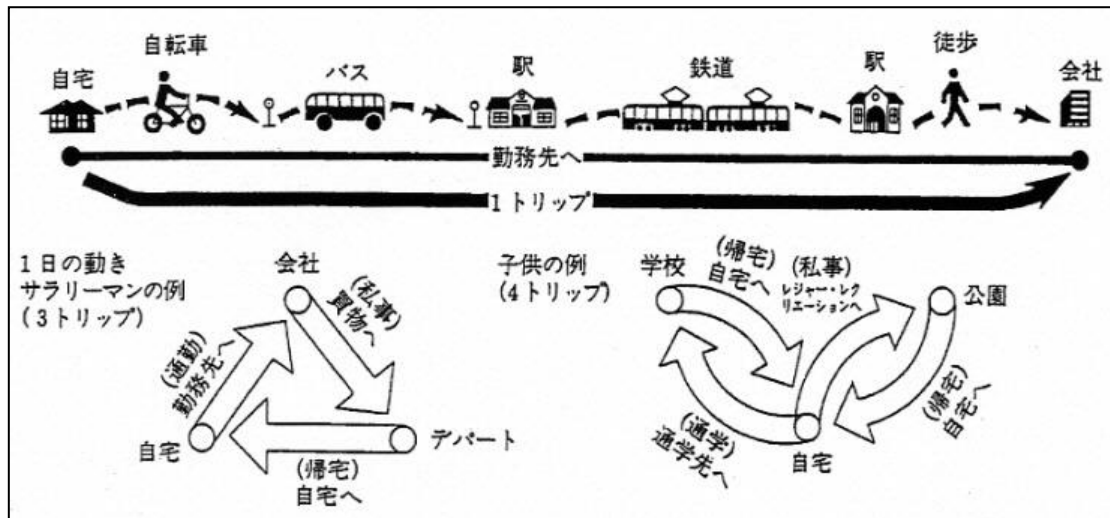 自宅
自転車
バス
駅
鉄道
駅
徒歩
会社
勤務先へ
1トリップ
1日の動き
サラリーマンの例
(3トリップ)
会社
(私事)
買物へ
(通勤)
勤務先へ
自宅
デパート
(帰宅)
自宅へ
子供の例
(4トリップ)
学校
(帰宅)
自宅へ
(私事)
レジャー・レク
リエーションへ
公園
(帰宅)
自宅へ
(通学)
通学先へ
自宅